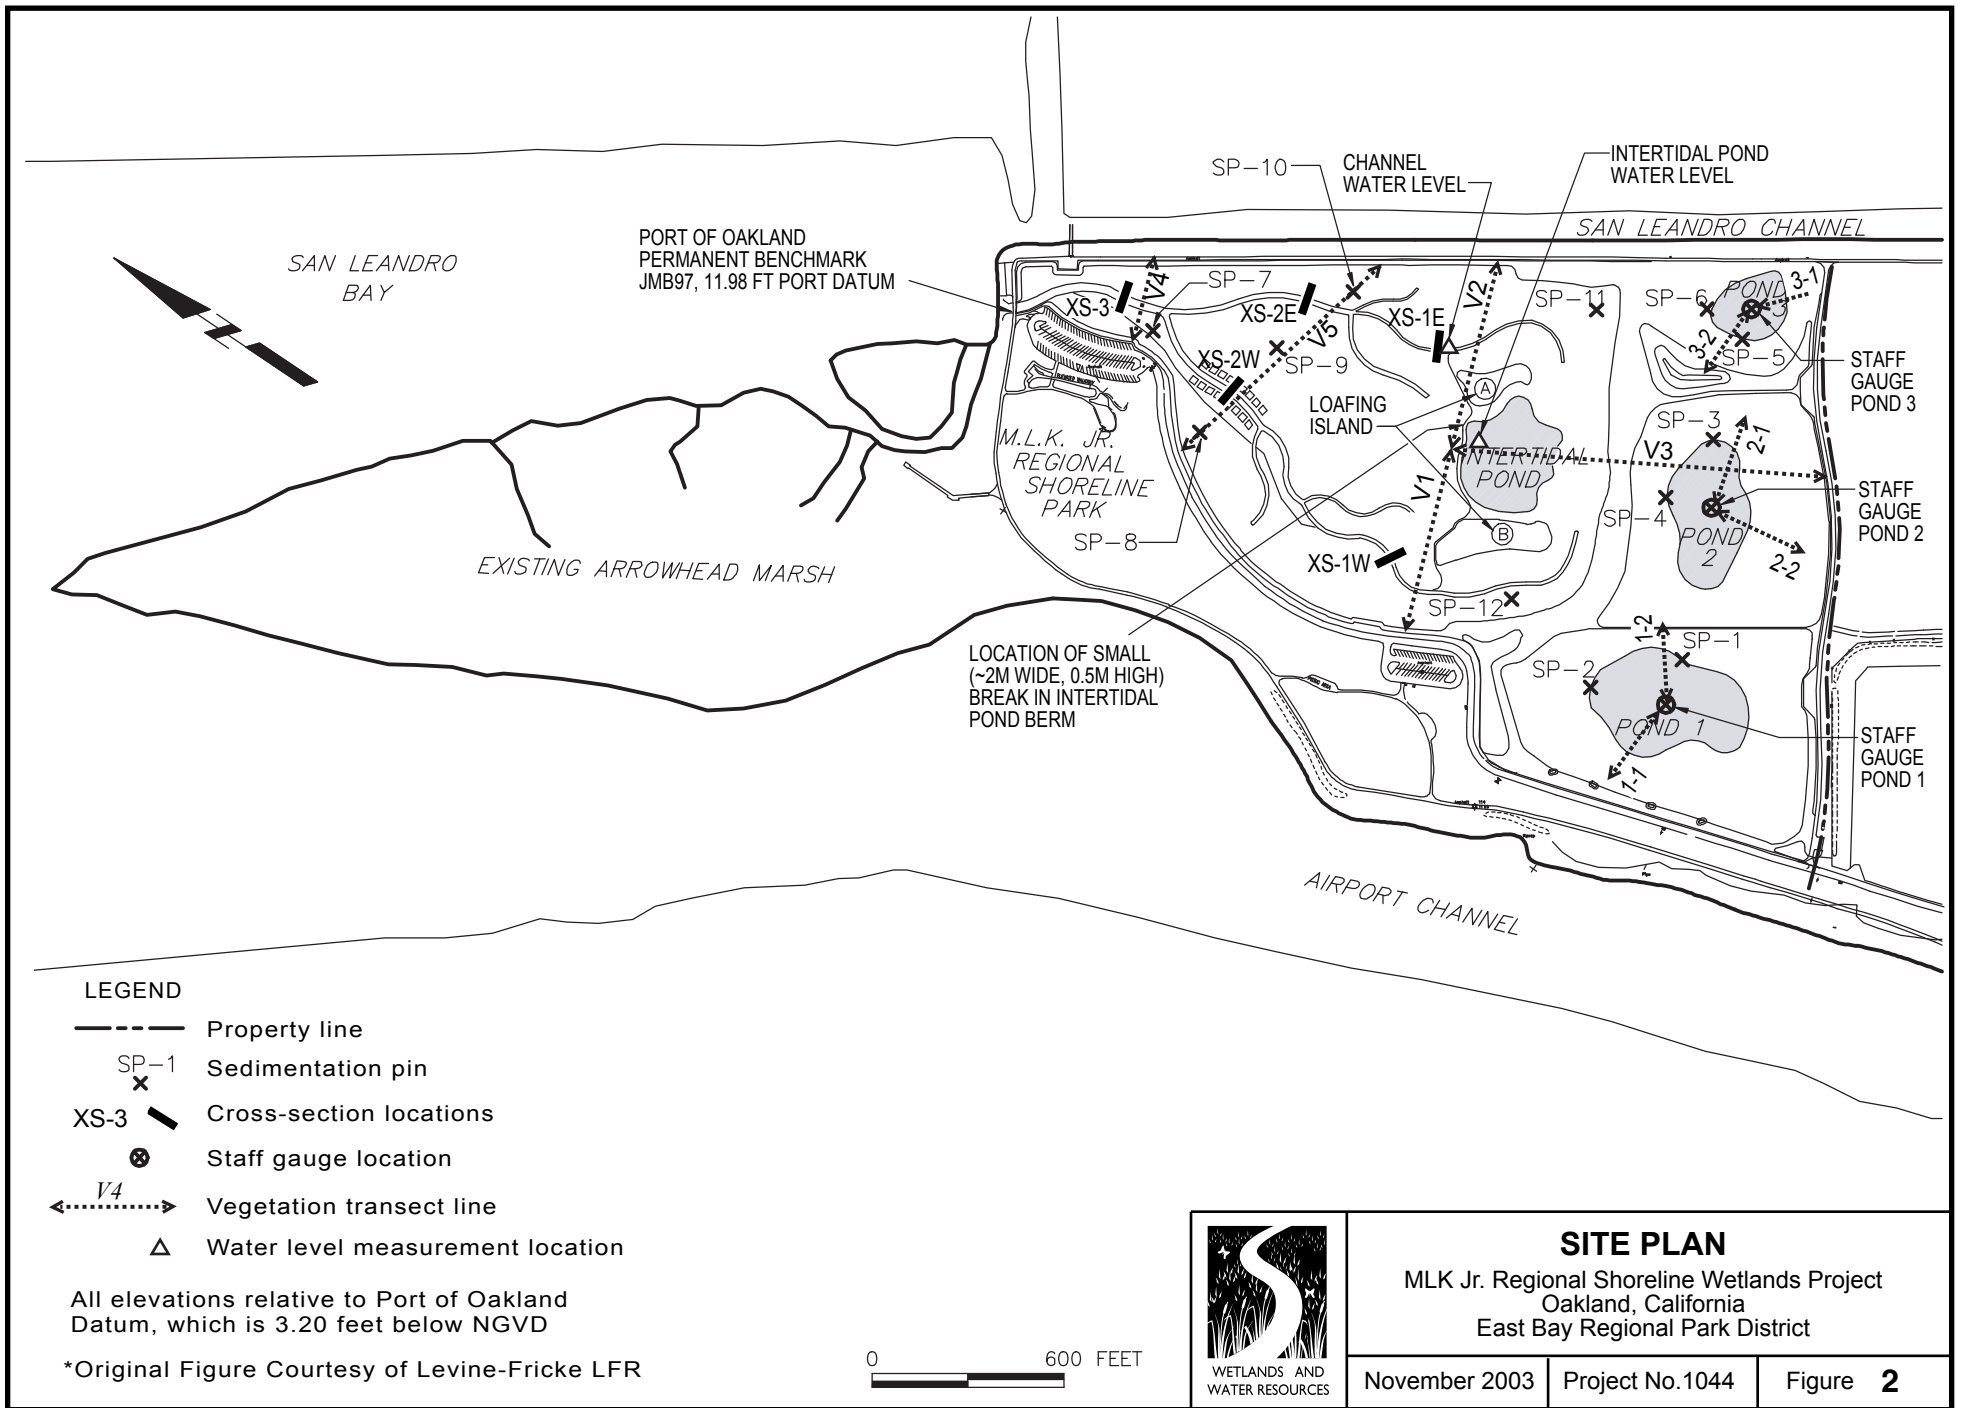 SP-10
CHANNEL
WATER LEVEL
INTERTIDAL POND
WATER LEVEL
SAN LEANDRO CHANNEL
PORT OF OAKLAND
PERMANENT BENCHMARK
JMB97, 11.98 FT PORT DATUM
SAN LEANDRO
BAY
XS-3
V4
SP-7
XS-2E
V5
XS-1E
V2
SP-11
SP-6
POND
3
3-1
3-2
SP-5
STAFF
GAUGE
POND 3
XS-2W
SP-9
LOAFING
ISLAND
A
SP-3
2-1
V3
M.L.K. JR.
REGIONAL
SHORELINE
PARK
INTERTIDAL
POND
V1
SP-4
STAFF
GAUGE
POND 2
POND
2
2-2
SP-8
B
EXISTING ARROWHEAD MARSH
XS-1W
SP-12
1-2
SP-1
SP-2
LOCATION OF SMALL
(~2M WIDE, 0.5M HIGH)
BREAK IN INTERTIDAL
POND BERM
POND 1
1-1
STAFF
GAUGE
POND 1
AIRPORT CHANNEL
LEGEND
Property line
SP-1
Sedimentation pin
XS-3
Cross-section locations
Staff gauge location
V4
Vegetation transect line
Water level measurement location
All elevations relative to Port of Oakland
Datum, which is 3.20 feet below NGVD
*Original Figure Courtesy of Levine-Fricke LFR
0 600 FEET
WETLANDS AND
WATER RESOURCES
SITE PLAN
MLK Jr. Regional Shoreline Wetlands Project
Oakland, California
East Bay Regional Park District
November 2003
Project No.1044
Figure 2